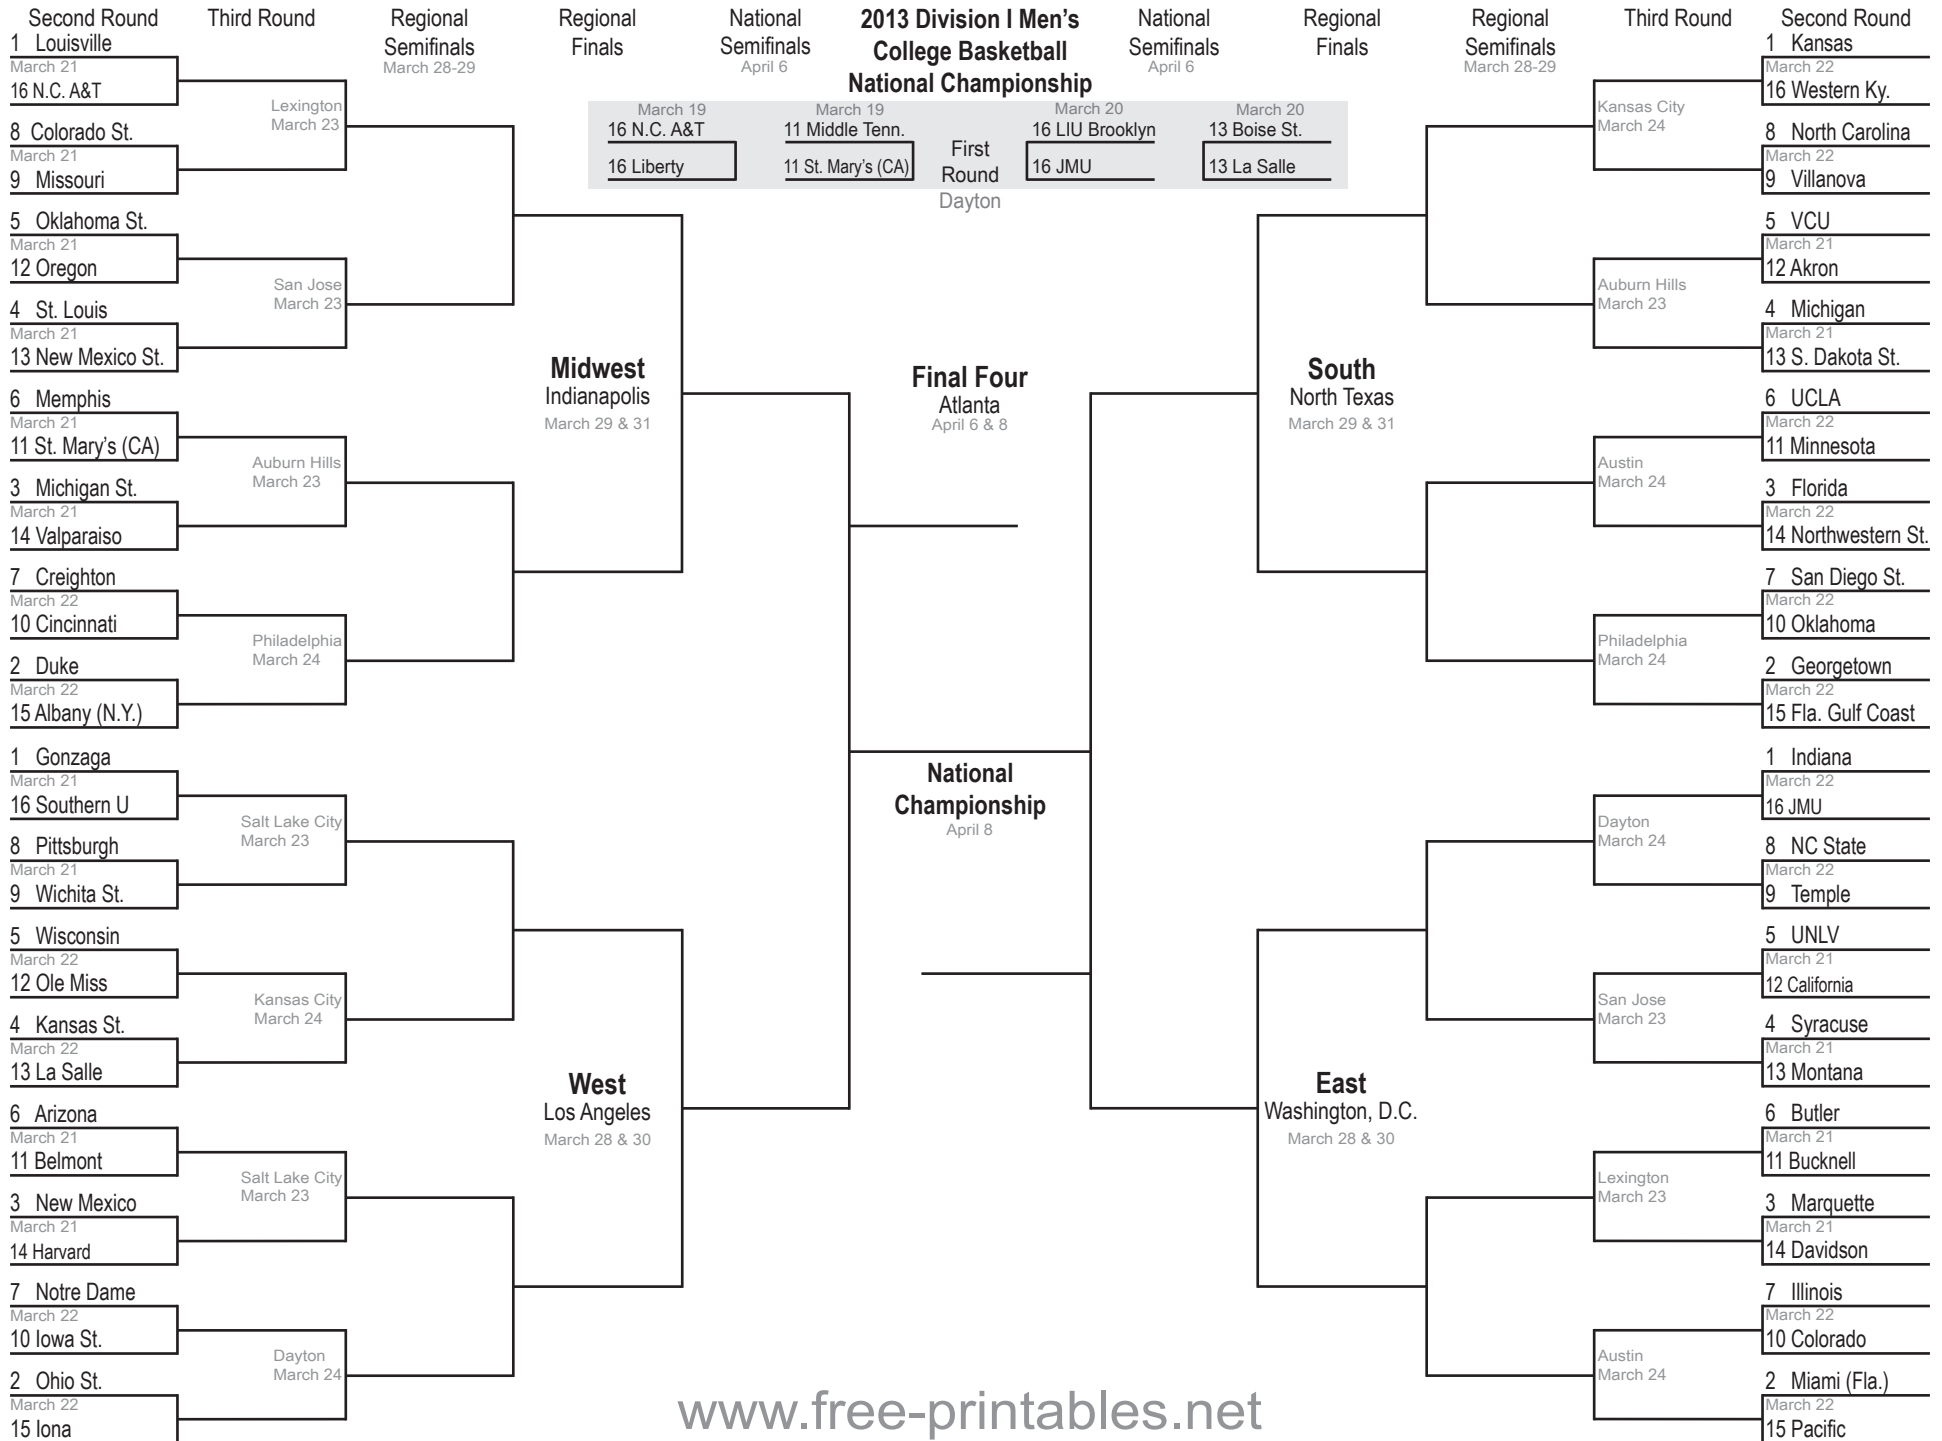 2013 Division I Men's
College Basketball
National Championship
Second Round
Third Round
Regional
Semifinals
March 28-29
Regional
Finals
National
Semifinals
April 6
National
Semifinals
April 6
Regional
Finals
Regional
Semifinals
March 28-29
Third Round
Second Round
March 19
16 N.C. A&T
16 Liberty
March 19
11 Middle Tenn.
11 St. Mary's (CA)
First
Round
Dayton
March 20
16 LIU Brooklyn
16 JMU
March 20
13 Boise St.
13 La Salle
1 Louisville
March 21
16 N.C. A&T
Lexington
March 23
8 Colorado St.
March 21
9 Missouri
5 Oklahoma St.
March 21
12 Oregon
San Jose
March 23
4 St. Louis
March 21
13 New Mexico St.
6 Memphis
March 21
11 St. Mary's (CA)
Auburn Hills
March 23
3 Michigan St.
March 21
14 Valparaiso
7 Creighton
March 22
10 Cincinnati
Philadelphia
March 24
2 Duke
March 22
15 Albany (N.Y.)
Midwest
Indianapolis
March 29 & 31
1 Gonzaga
March 21
16 Southern U
Salt Lake City
March 23
8 Pittsburgh
March 21
9 Wichita St.
5 Wisconsin
March 22
12 Ole Miss
Kansas City
March 24
4 Kansas St.
March 22
13 La Salle
6 Arizona
March 21
11 Belmont
Salt Lake City
March 23
3 New Mexico
March 21
14 Harvard
7 Notre Dame
March 22
10 Iowa St.
Dayton
March 24
2 Ohio St.
March 22
15 Iona
West
Los Angeles
March 28 & 30
Final Four
Atlanta
April 6 & 8
National
Championship
April 8
South
North Texas
March 29 & 31
1 Kansas
March 22
16 Western Ky.
Kansas City
March 24
8 North Carolina
March 22
9 Villanova
5 VCU
March 21
12 Akron
Auburn Hills
March 23
4 Michigan
March 21
13 S. Dakota St.
6 UCLA
March 22
11 Minnesota
Austin
March 24
3 Florida
March 22
14 Northwestern St.
7 San Diego St.
March 22
10 Oklahoma
Philadelphia
March 24
2 Georgetown
March 22
15 Fla. Gulf Coast
East
Washington, D.C.
March 28 & 30
1 Indiana
March 22
16 JMU
Dayton
March 24
8 NC State
March 22
9 Temple
5 UNLV
March 21
12 California
San Jose
March 23
4 Syracuse
March 21
13 Montana
6 Butler
March 21
11 Bucknell
Lexington
March 23
3 Marquette
March 21
14 Davidson
7 Illinois
March 22
10 Colorado
Austin
March 24
2 Miami (Fla.)
March 22
15 Pacific
www.free-printables.net